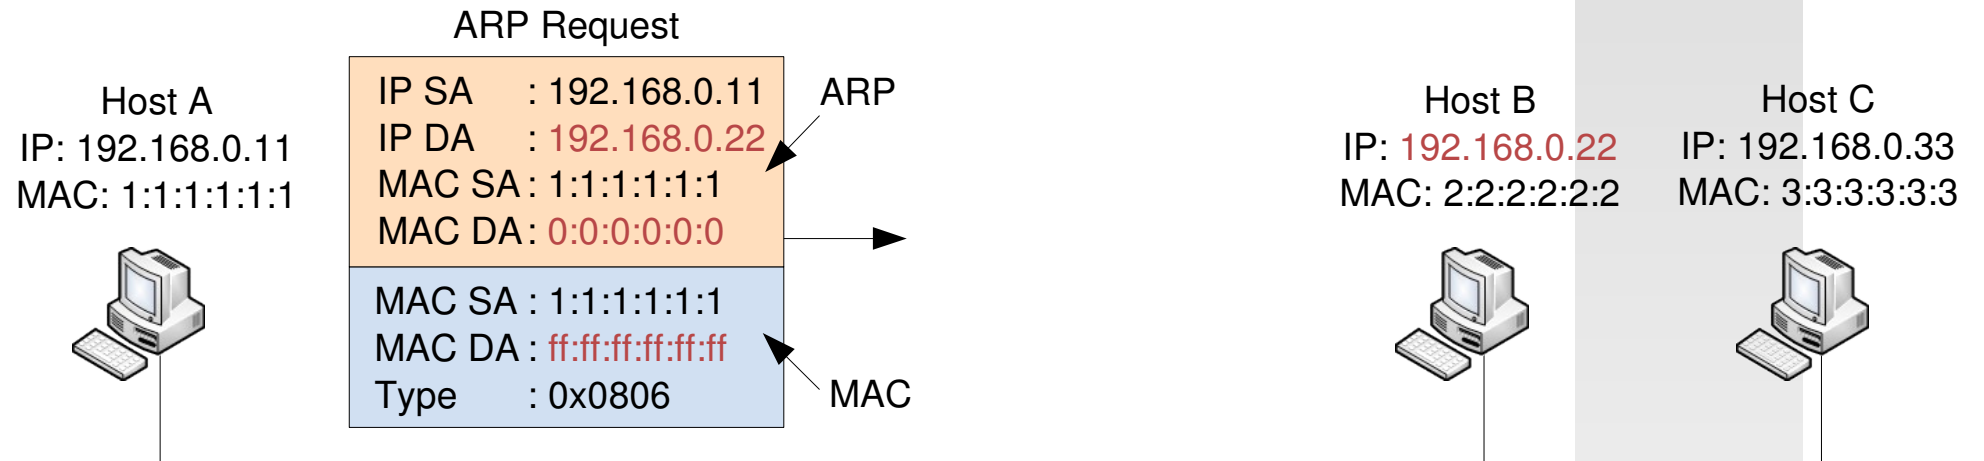 ARP Request
Host A
IP: 192.168.0.11
MAC: 1:1:1:1:1:1
IP SA : 192.168.0.11
IP DA : 192.168.0.22
MAC SA : 1:1:1:1:1:1
MAC DA : 0:0:0:0:0:0
ARP
MAC SA : 1:1:1:1:1:1
MAC DA : ff:ff:ff:ff:ff:ff
Type : 0x0806
MAC
Host B
IP: 192.168.0.22
MAC: 2:2:2:2:2:2
Host C
IP: 192.168.0.33
MAC: 3:3:3:3:3:3